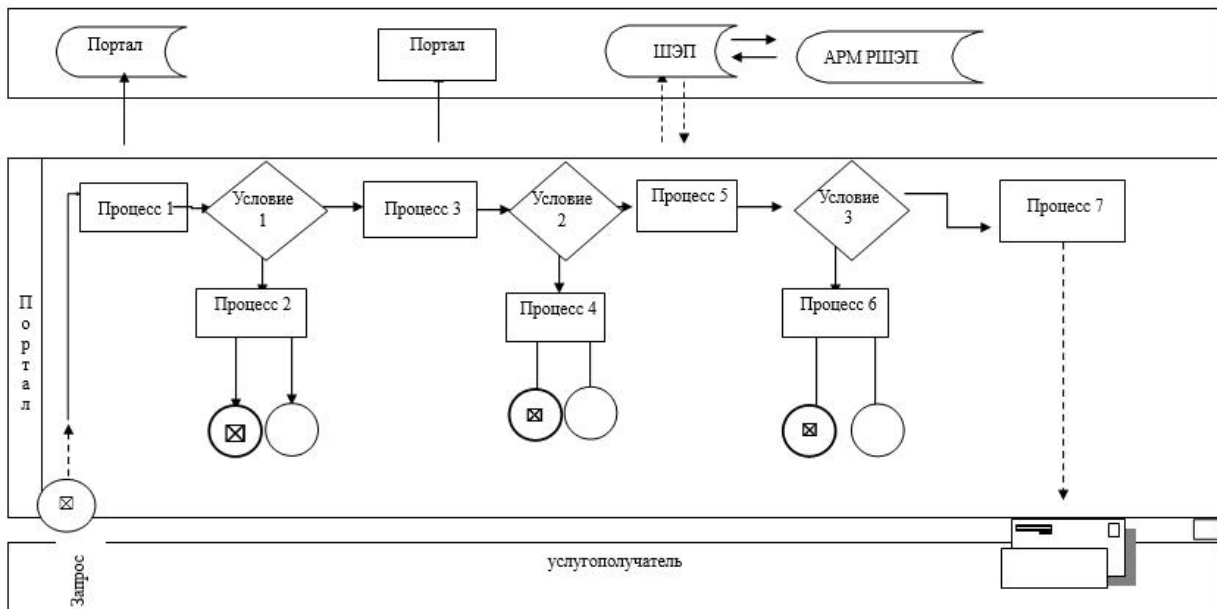 Портал
Портал
ШЭП
АРМ РШЭП
Портал
Процесс 1
Условие
1
Процесс 3
Условие
2
Процесс 5
Условие
3
Процесс 7
Процесс 2
Процесс 4
Процесс 6
Запрос
услугополучатель